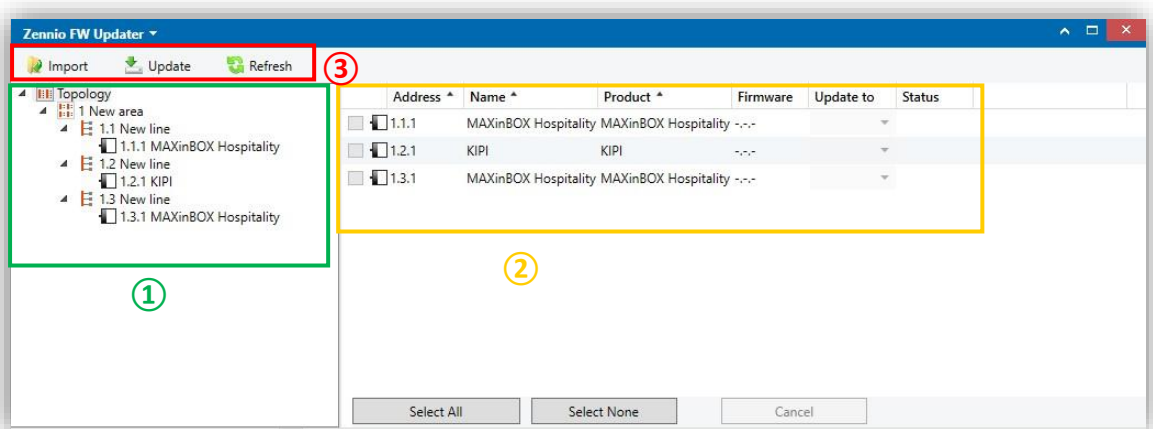 Zennio FW Updater
Import Update Refresh
③
Topology
1 New area
1.1 New line
1.1.1 MAXinBOX Hospitality
1.2 New line
1.2.1 KIPI
1.3 New line
1.3.1 MAXinBOX Hospitality
①
Address Name Product Firmware Update to Status
1.1.1 MAXinBOX Hospitality MAXinBOX Hospitality -.-.-
1.2.1 KIPI KIPI -.-.-
1.3.1 MAXinBOX Hospitality MAXinBOX Hospitality -.-.-
②
Select All Select None Cancel